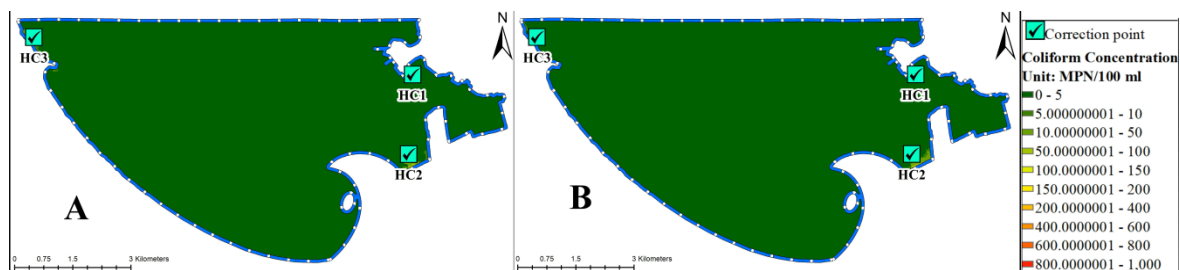 N
HC3
HC1
HC2
A
0 0.75 1.5 3 Kilometers
N
HC3
HC1
HC2
B
0 0.75 1.5 3 Kilometers
Correction point
Coliform Concentration
Unit: MPN/100 ml
0 - 5
5.000000001 - 10
10.00000001 - 50
50.00000001 - 100
100.0000001 - 150
150.0000001 - 200
200.0000001 - 400
400.0000001 - 600
600.0000001 - 800
800.0000001 - 1,000